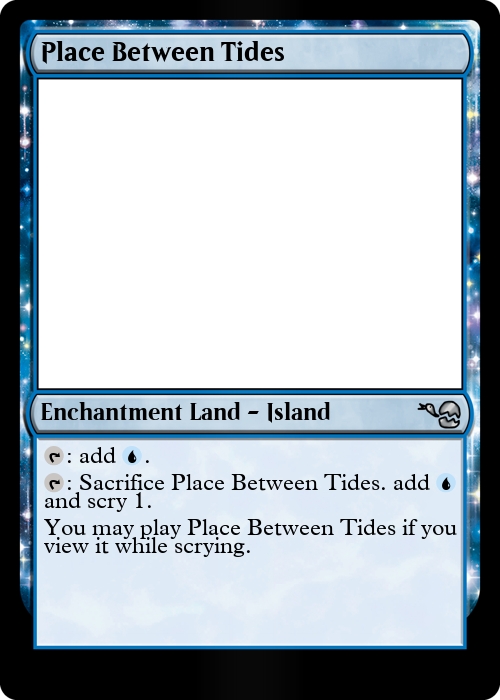 Place Between Tides
Enchantment Land – Island
: add .
: Sacrifice Place Between Tides. add
and scry 1.
You may play Place Between Tides if you
view it while scrying.